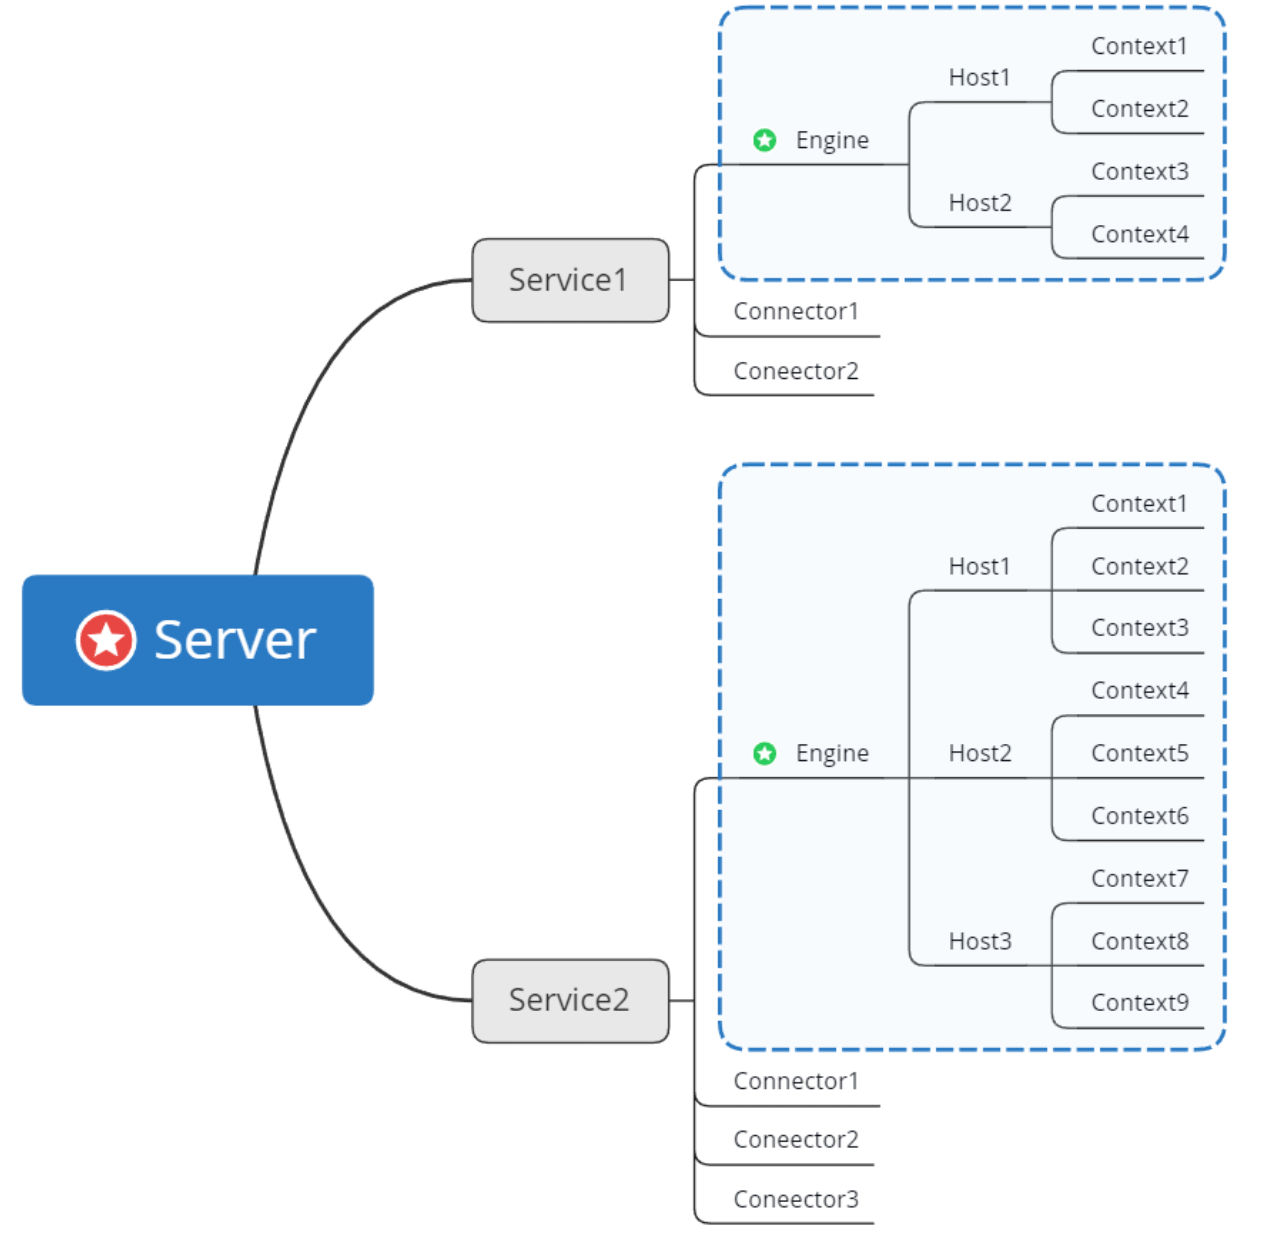 Server
Service1
Engine
Host1
Context1
Context2
Host2
Context3
Context4
Connector1
Coneector2
Service2
Engine
Host1
Context1
Context2
Context3
Host2
Context4
Context5
Context6
Host3
Context7
Context8
Context9
Connector1
Coneector2
Coneector3